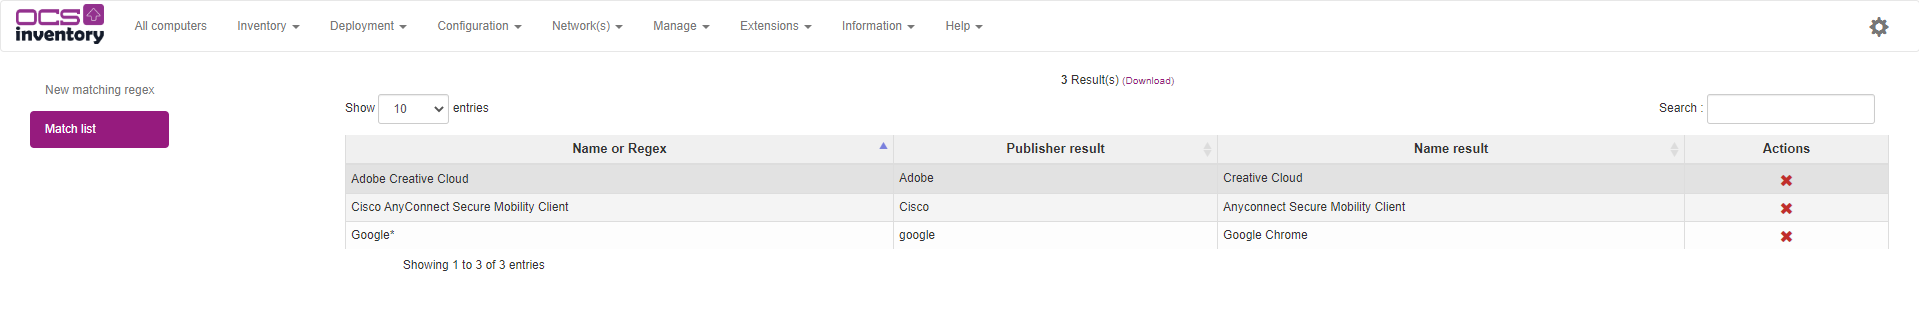 OCS inventory All computers Inventory Deployment Configuration Network(s) Manage Extensions Information Help
New matching regex
Match list
3 Result(s) (Download)
Show 10 entries Search :
Name or Regex Publisher result Name result Actions
Adobe Creative Cloud Adobe Creative Cloud
Cisco AnyConnect Secure Mobility Client Cisco Anyconnect Secure Mobility Client
Google* google Google Chrome
Showing 1 to 3 of 3 entries